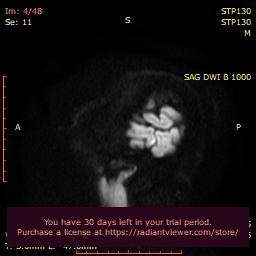 Im: 4/48
Se: 11
S
STP130
STP130
M
SAG DWI B 1000
A
P
You have 30 days left in your trial period.
Purchase a license at https://radiantviewer.com/store/